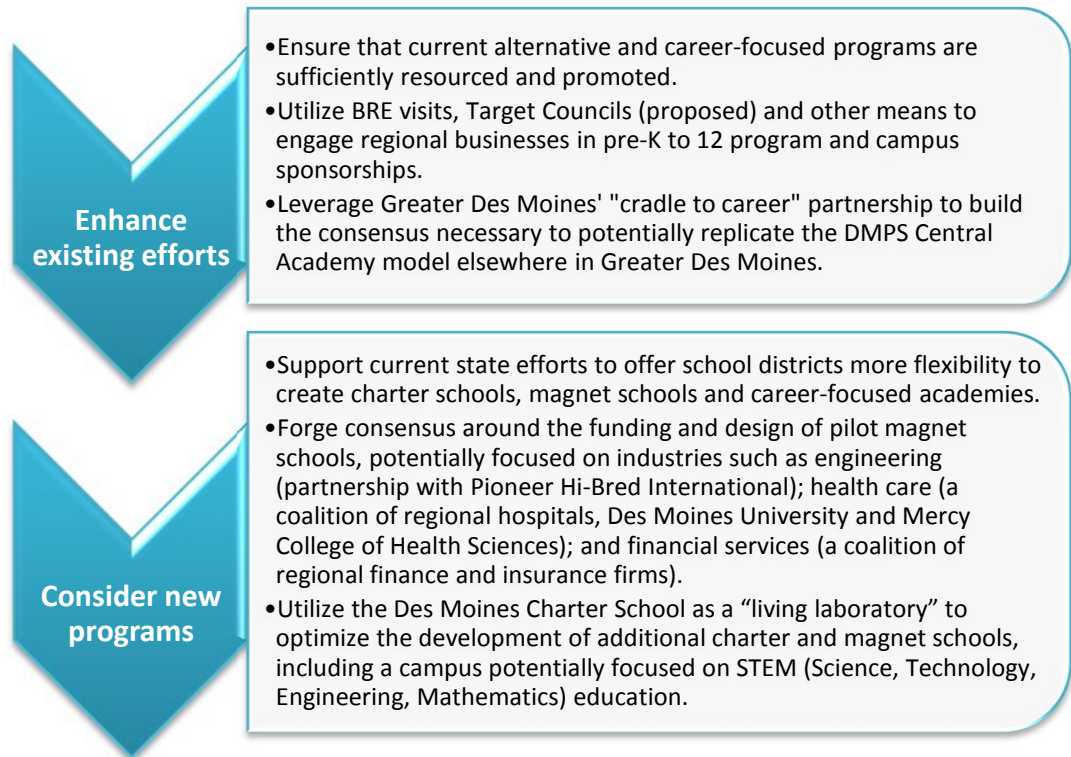 Enhance
existing efforts
•Ensure that current alternative and career-focused programs are
sufficiently resourced and promoted.
•Utilize BRE visits, Target Councils (proposed) and other means to
engage regional businesses in pre-K to 12 program and campus
sponsorships.
•Leverage Greater Des Moines' "cradle to career" partnership to build
the consensus necessary to potentially replicate the DMPS Central
Academy model elsewhere in Greater Des Moines.
Consider new
programs
•Support current state efforts to offer school districts more flexibility to
create charter schools, magnet schools and career-focused academies.
•Forge consensus around the funding and design of pilot magnet
schools, potentially focused on industries such as engineering
(partnership with Pioneer Hi-Bred International); health care (a
coalition of regional hospitals, Des Moines University and Mercy
College of Health Sciences); and financial services (a coalition of
regional finance and insurance firms).
•Utilize the Des Moines Charter School as a “living laboratory” to
optimize the development of additional charter and magnet schools,
including a campus potentially focused on STEM (Science, Technology,
Engineering, Mathematics) education.